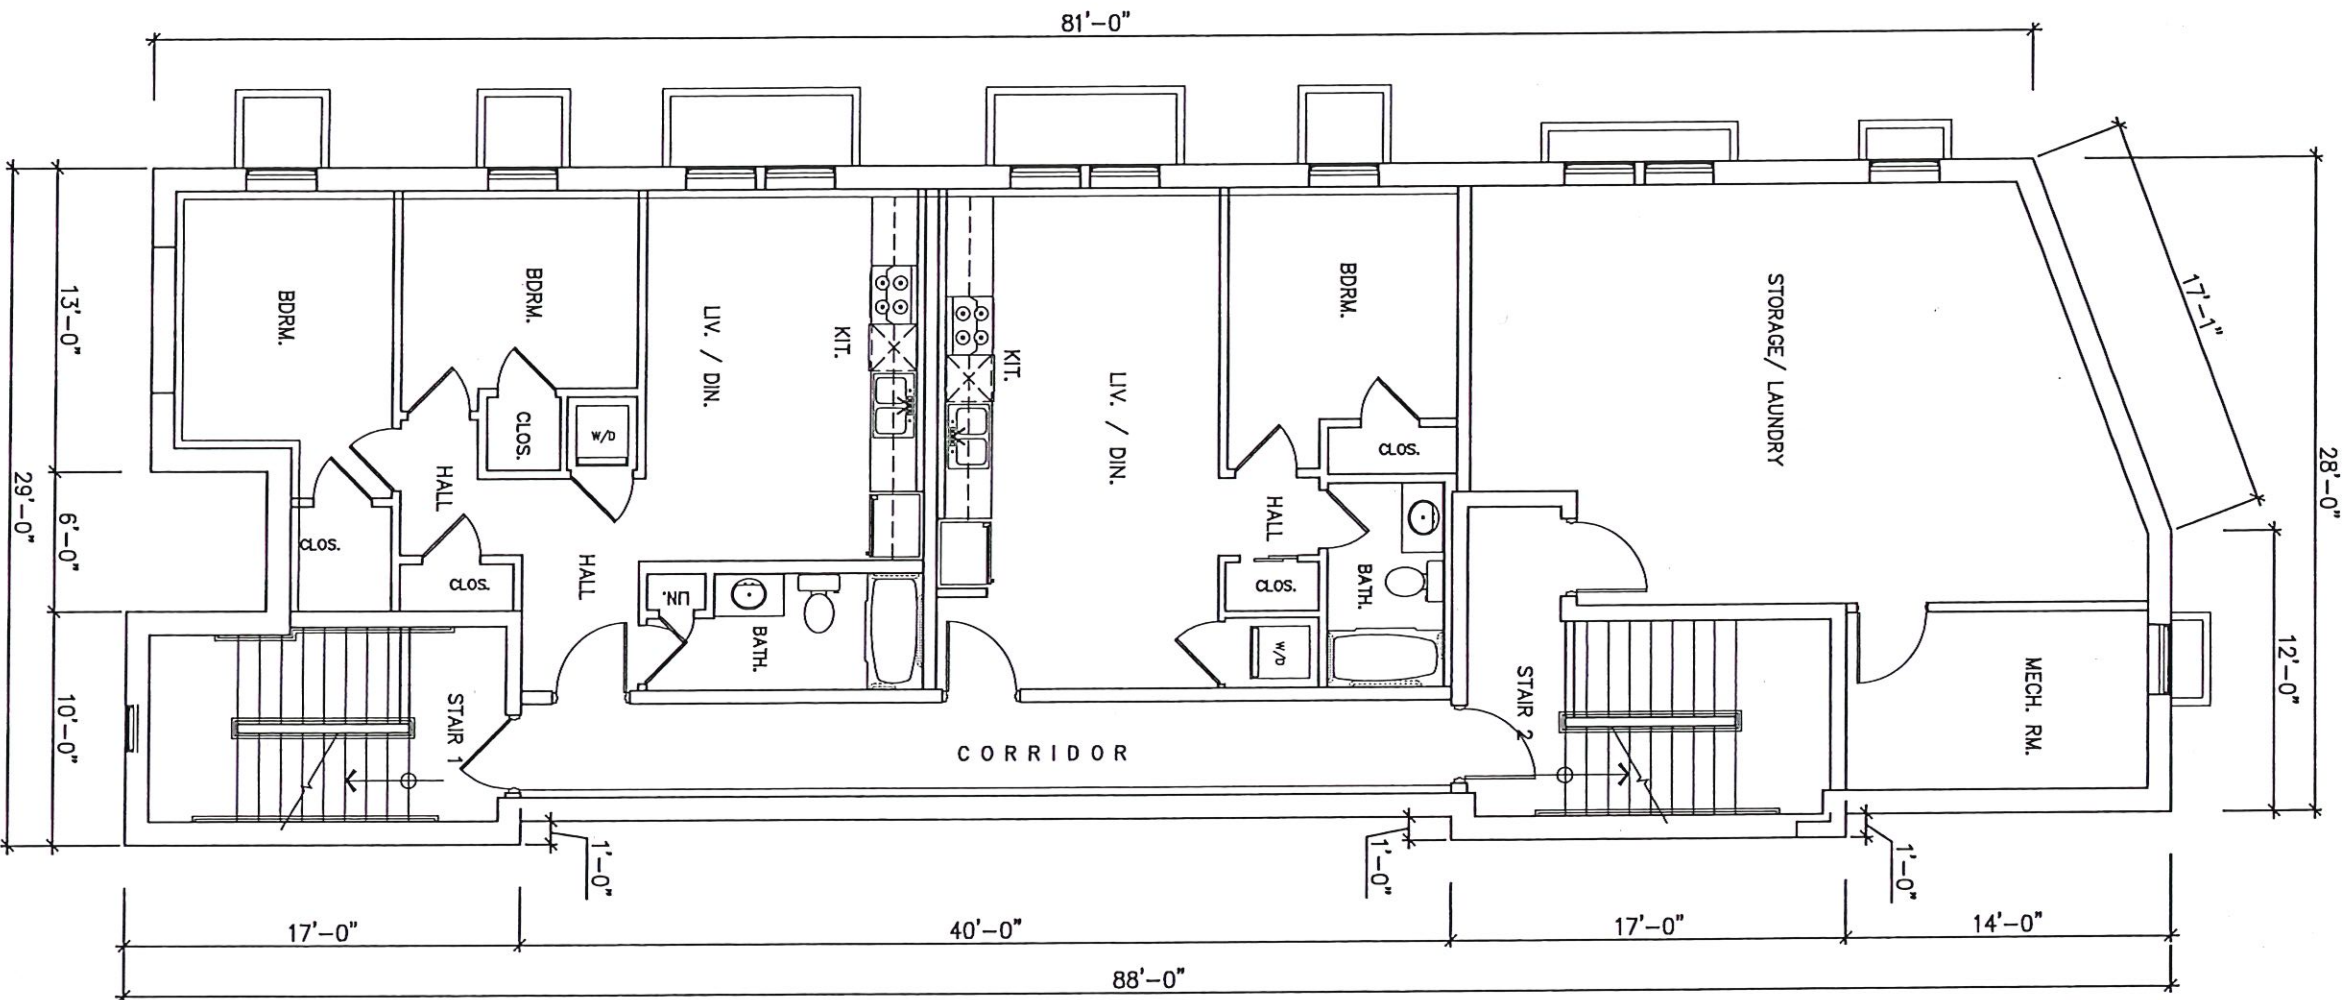 81'-0"
17'-1"
28'-0"
12'-0"
13'-0"
6'-0"
10'-0"
29'-0"
BDRM.
BDRM.
LIV. / DIN.
KIT.
KIT.
LIV. / DIN.
BDRM.
STORAGE/ LAUNDRY
CLOS.
W/D
CLOS.
HALL
HALL
CLOS.
CLOS.
HALL
LIN.
BATH.
CLOS.
BATH.
W/D
STAIR 1
CORRIDOR
STAIR 2
MECH. RM.
1'-0"
1'-0"
1'-0"
17'-0"
40'-0"
17'-0"
14'-0"
88'-0"